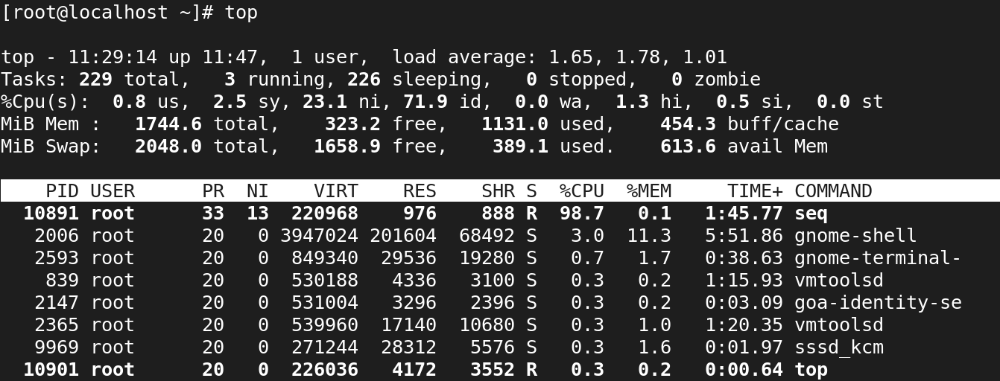 [root@localhost ~]# top
top - 11:29:14 up 11:47,  1 user,  load average: 1.65, 1.78, 1.01
Tasks: 229 total,   3 running, 226 sleeping,   0 stopped,   0 zombie
%Cpu(s):  0.8 us,  2.5 sy, 23.1 ni, 71.9 id,  0.0 wa,  1.3 hi,  0.5 si,  0.0 st
MiB Mem :   1744.6 total,    323.2 free,   1131.0 used,    454.3 buff/cache
MiB Swap:   2048.0 total,   1658.9 free,    389.1 used.    613.6 avail Mem
    PID USER      PR  NI    VIRT    RES    SHR S  %CPU  %MEM     TIME+ COMMAND
  10891 root      33  13  220968    976    888 R  98.7   0.1   1:45.77 seq
   2006 root      20   0 3947024 201604  68492 S   3.0  11.3   5:51.86 gnome-shell
   2593 root      20   0  849340  29536  19280 S   0.7   1.7   0:38.63 gnome-terminal-
    839 root      20   0  530188   4336   3100 S   0.3   0.2   1:15.93 vmtoolsd
   2147 root      20   0  531004   3296   2396 S   0.3   0.2   0:03.09 goa-identity-se
   2365 root      20   0  539960  17140  10680 S   0.3   1.0   1:20.35 vmtoolsd
   9969 root      20   0  271244  28312   5576 S   0.3   1.6   0:01.97 sssd_kcm
  10901 root      20   0  226036   4172   3552 R   0.3   0.2   0:00.64 top